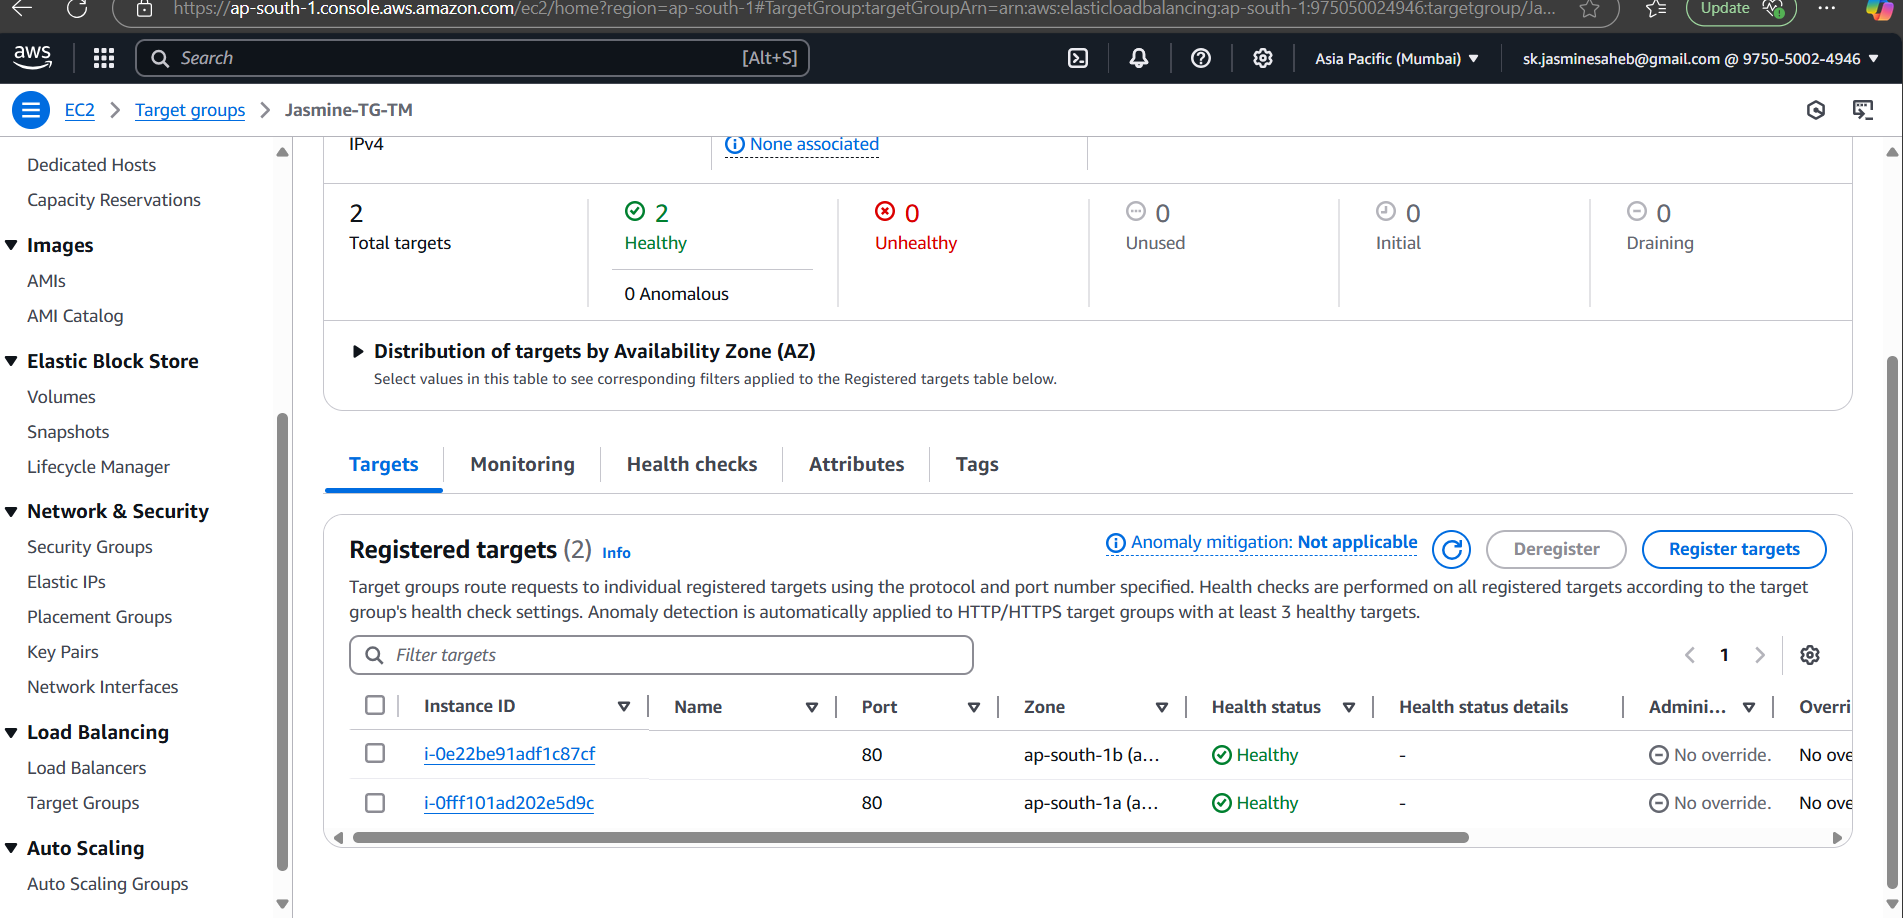 https://ap-south-1.console.aws.amazon.com/ec2/home?region=ap-south-1#TargetGroup:targetGroupArn=arn:aws:elasticloadbalancing:ap-south-1:975050024946:targetgroup/Ja...
Update
aws
Search
[Alt+S]
Asia Pacific (Mumbai)
sk.jasminesaheb@gmail.com @ 9750-5002-4946
EC2 > Target groups > Jasmine-TG-TM
Dedicated Hosts
Capacity Reservations
Images
AMIs
AMI Catalog
Elastic Block Store
Volumes
Snapshots
Lifecycle Manager
Network & Security
Security Groups
Elastic IPs
Placement Groups
Key Pairs
Network Interfaces
Load Balancing
Load Balancers
Target Groups
Auto Scaling
Auto Scaling Groups
IPv4
None associated
2
Total targets
2
Healthy
0 Anomalous
0
Unhealthy
0
Unused
0
Initial
0
Draining
Distribution of targets by Availability Zone (AZ)
Select values in this table to see corresponding filters applied to the Registered targets table below.
Targets
Monitoring
Health checks
Attributes
Tags
Registered targets (2) Info
Anomaly mitigation: Not applicable
Deregister
Register targets
Target groups route requests to individual registered targets using the protocol and port number specified. Health checks are performed on all registered targets according to the target
group's health check settings. Anomaly detection is automatically applied to HTTP/HTTPS target groups with at least 3 healthy targets.
Filter targets
1
Instance ID Name Port Zone Health status Health status details Admini... Overri
i-0e22be91adf1c87cf 80 ap-south-1b (a... Healthy - No override. No ove
i-0fff101ad202e5d9c 80 ap-south-1a (a... Healthy - No override. No ove